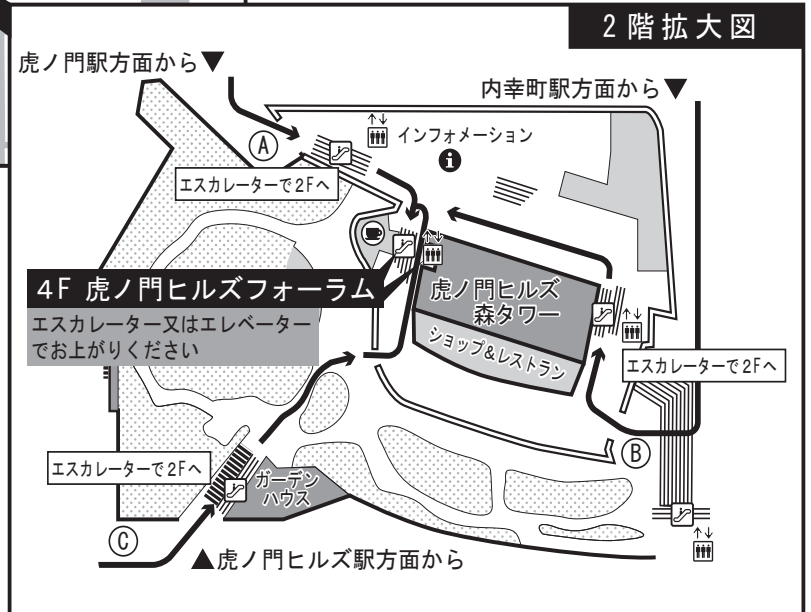 2階拡大図
虎ノ門駅方面から▼
内幸町駅方面から▼
Ⓐ
インフォメーション
i
エスカレーターで2Fへ
4F 虎ノ門ヒルズフォーラム
エスカレーター又はエレベーター
でお上がりください
虎ノ門ヒルズ
森タワー
ショップ&レストラン
エスカレーターで2Fへ
Ⓑ
エスカレーターで2Fへ
ガーデン
ハウス
Ⓒ
▲虎ノ門ヒルズ駅方面から